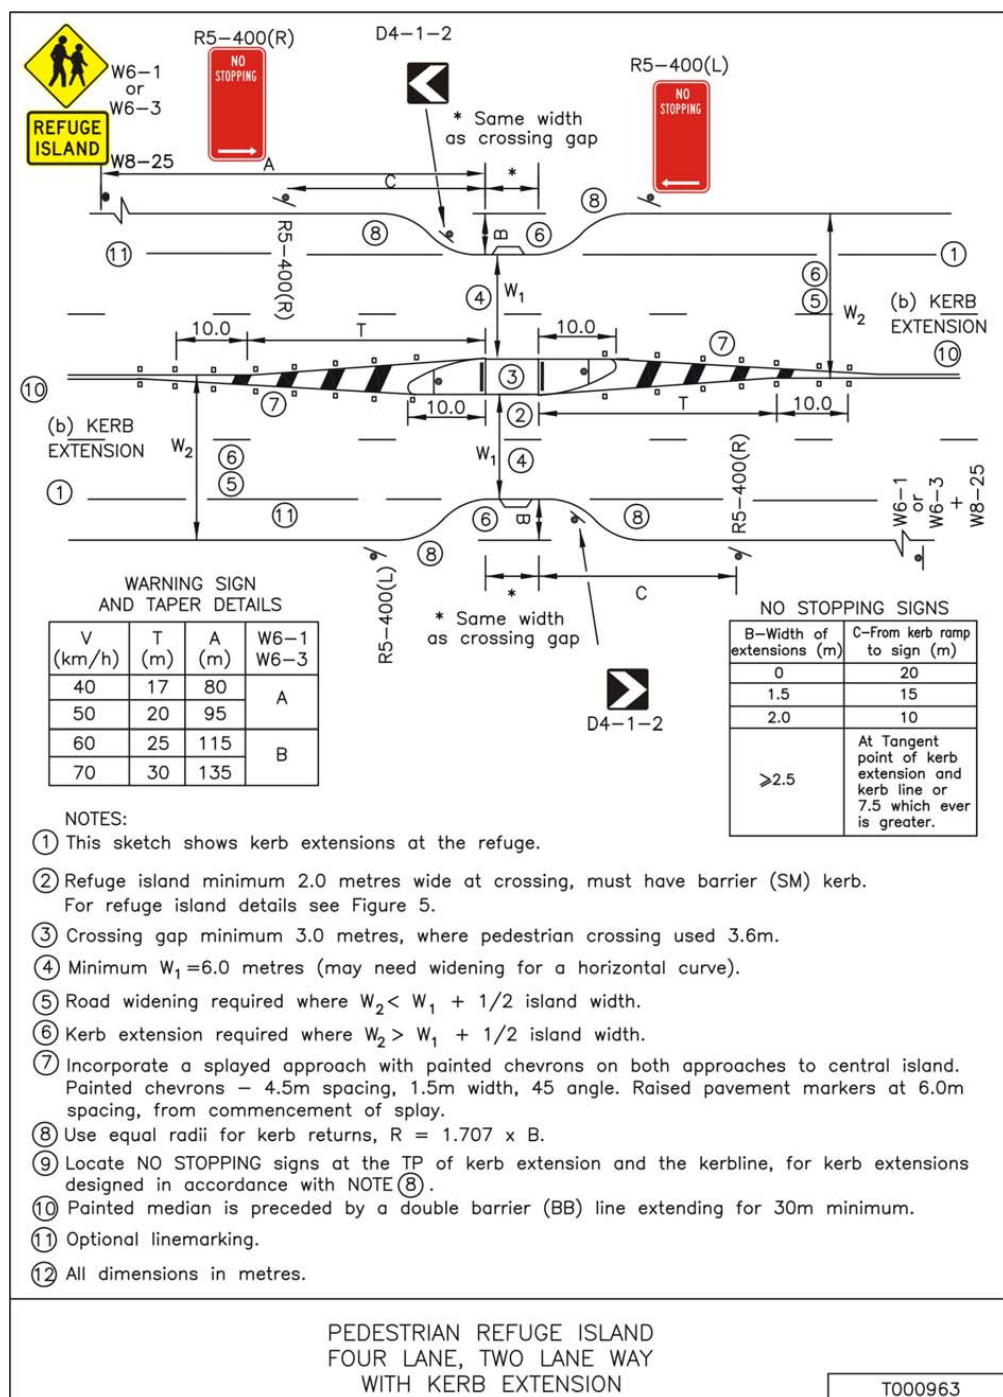 R5-400(R)
D4-1-2
NO
STOPPING
W6-1
or
W6-3
REFUGE
ISLAND
W8-25
R5-400(L)
NO
STOPPING
* Same width
as crossing gap
A
C
*
8
8
B
6
11
1
R5-400(R)
4
W1
6
5
W2
(b) KERB
EXTENSION
10.0
T
10.0
7
10
3
10
7
10.0
2
T
10.0
(b) KERB
EXTENSION
W2
6
5
W1
4
1
11
6
B
8
8
R5-400(R)
W6-1
or
W6-3
+
W8-25
R5-400(L)
*
C
* Same width
as crossing gap
D4-1-2
WARNING SIGN
AND TAPER DETAILS
V (km/h) T (m) A (m) W6-1 W6-3
40 17 80 A
50 20 95
60 25 115 B
70 30 135
NO STOPPING SIGNS
B-Width of extensions (m) C-From kerb ramp to sign (m)
0 20
1.5 15
2.0 10
⩾2.5 At Tangent
point of kerb
extension and
kerb line or
7.5 which ever
is greater.
NOTES:
1 This sketch shows kerb extensions at the refuge.
2 Refuge island minimum 2.0 metres wide at crossing, must have barrier (SM) kerb.
For refuge island details see Figure 5.
3 Crossing gap minimum 3.0 metres, where pedestrian crossing used 3.6m.
4 Minimum W1=6.0 metres (may need widening for a horizontal curve).
5 Road widening required where W2< W1 + 1/2 island width.
6 Kerb extension required where W2> W1 + 1/2 island width.
7 Incorporate a splayed approach with painted chevrons on both approaches to central island.
Painted chevrons – 4.5m spacing, 1.5m width, 45 angle. Raised pavement markers at 6.0m
spacing, from commencement of splay.
8 Use equal radii for kerb returns, R = 1.707 x B.
9 Locate NO STOPPING signs at the TP of kerb extension and the kerbline, for kerb extensions
designed in accordance with NOTE 8.
10 Painted median is preceded by a double barrier (BB) line extending for 30m minimum.
11 Optional linemarking.
12 All dimensions in metres.
PEDESTRIAN REFUGE ISLAND
FOUR LANE, TWO LANE WAY
WITH KERB EXTENSION
T000963